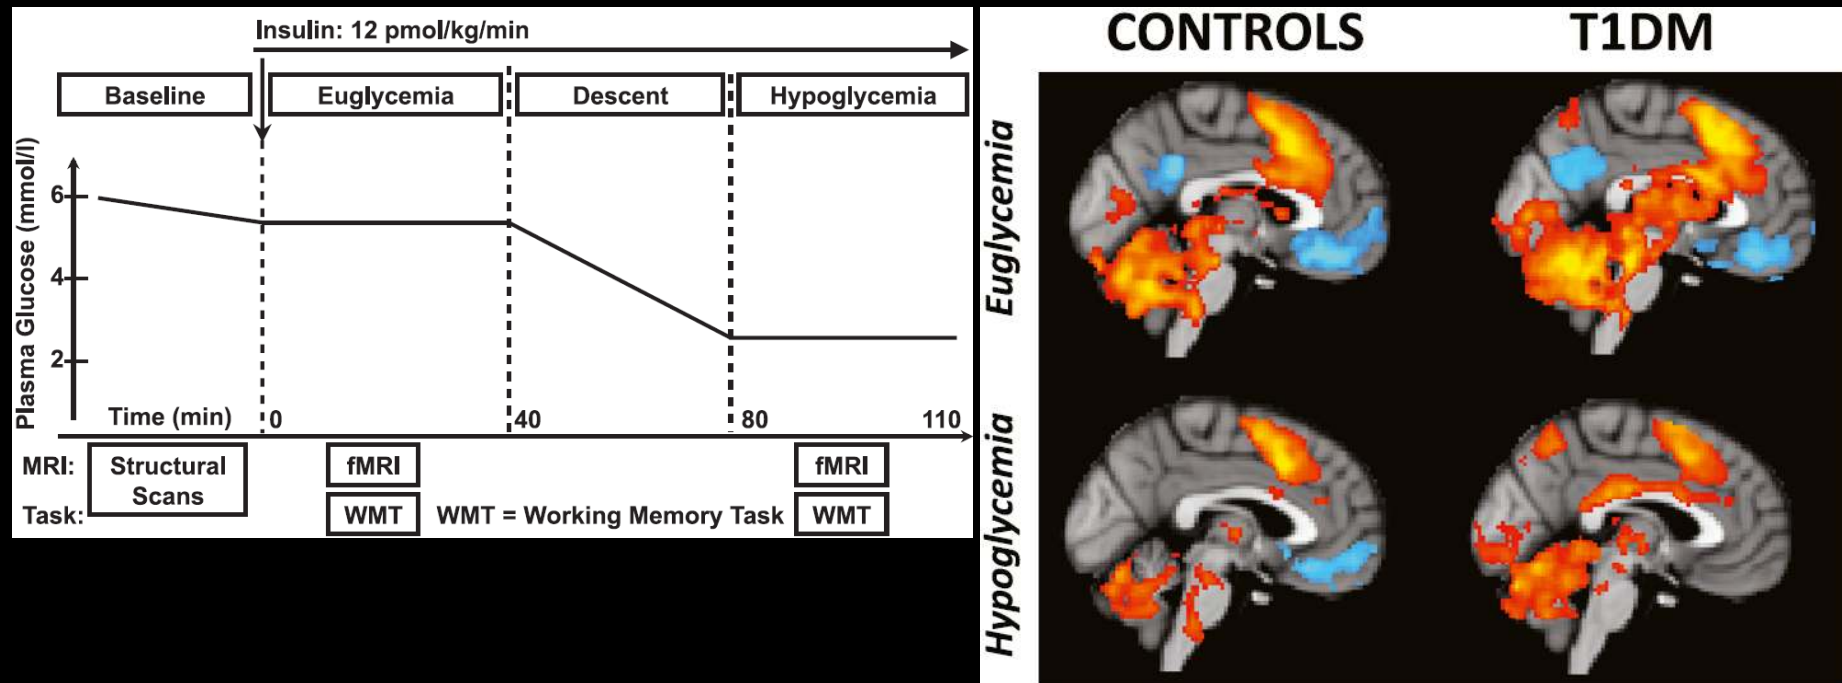 Insulin: 12 pmol/kg/min
Baseline
Euglycemia
Descent
Hypoglycemia
Plasma Glucose (mmol/l)
6
4
2
Time (min)
0
40
80
110
MRI:
Structural
Scans
fMRI
fMRI
Task:
WMT
WMT = Working Memory Task
WMT
CONTROLS
T1DM
Euglycemia
Hypoglycemia